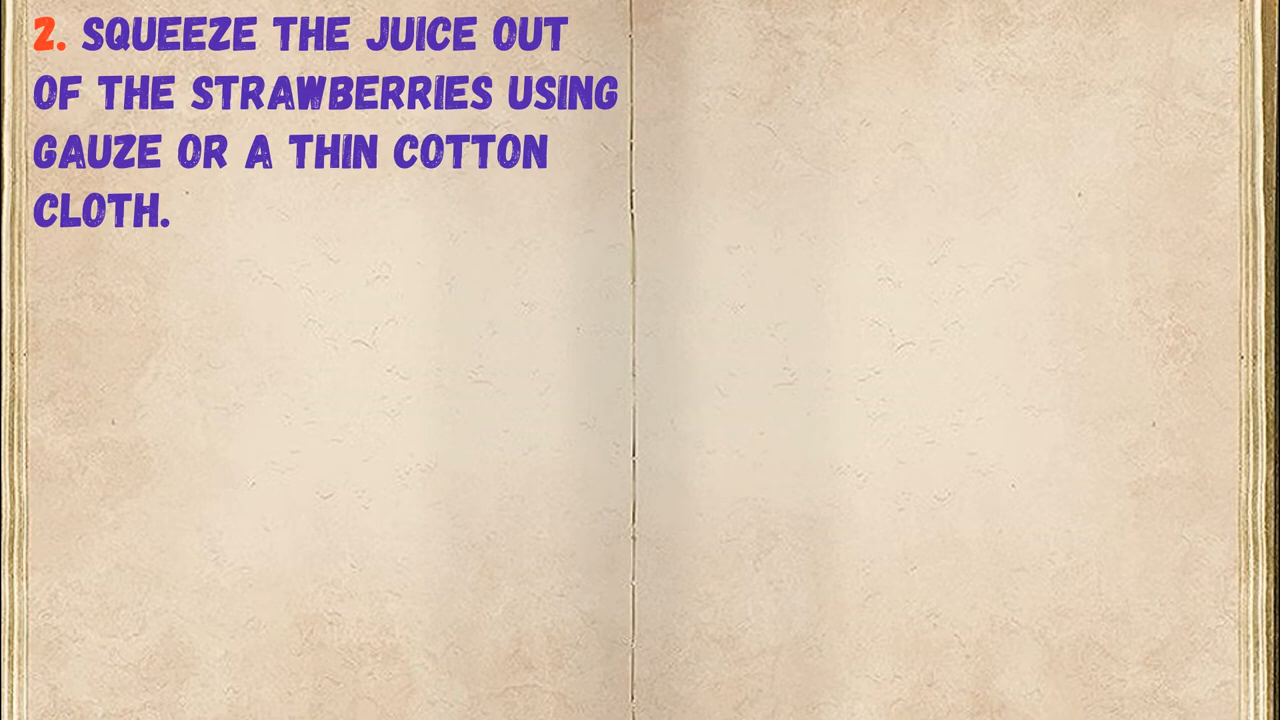 2. SQUEEZE THE JUICE OUT
OF THE STRAWBERRIES USING
GAUZE OR A THIN COTTON
CLOTH.